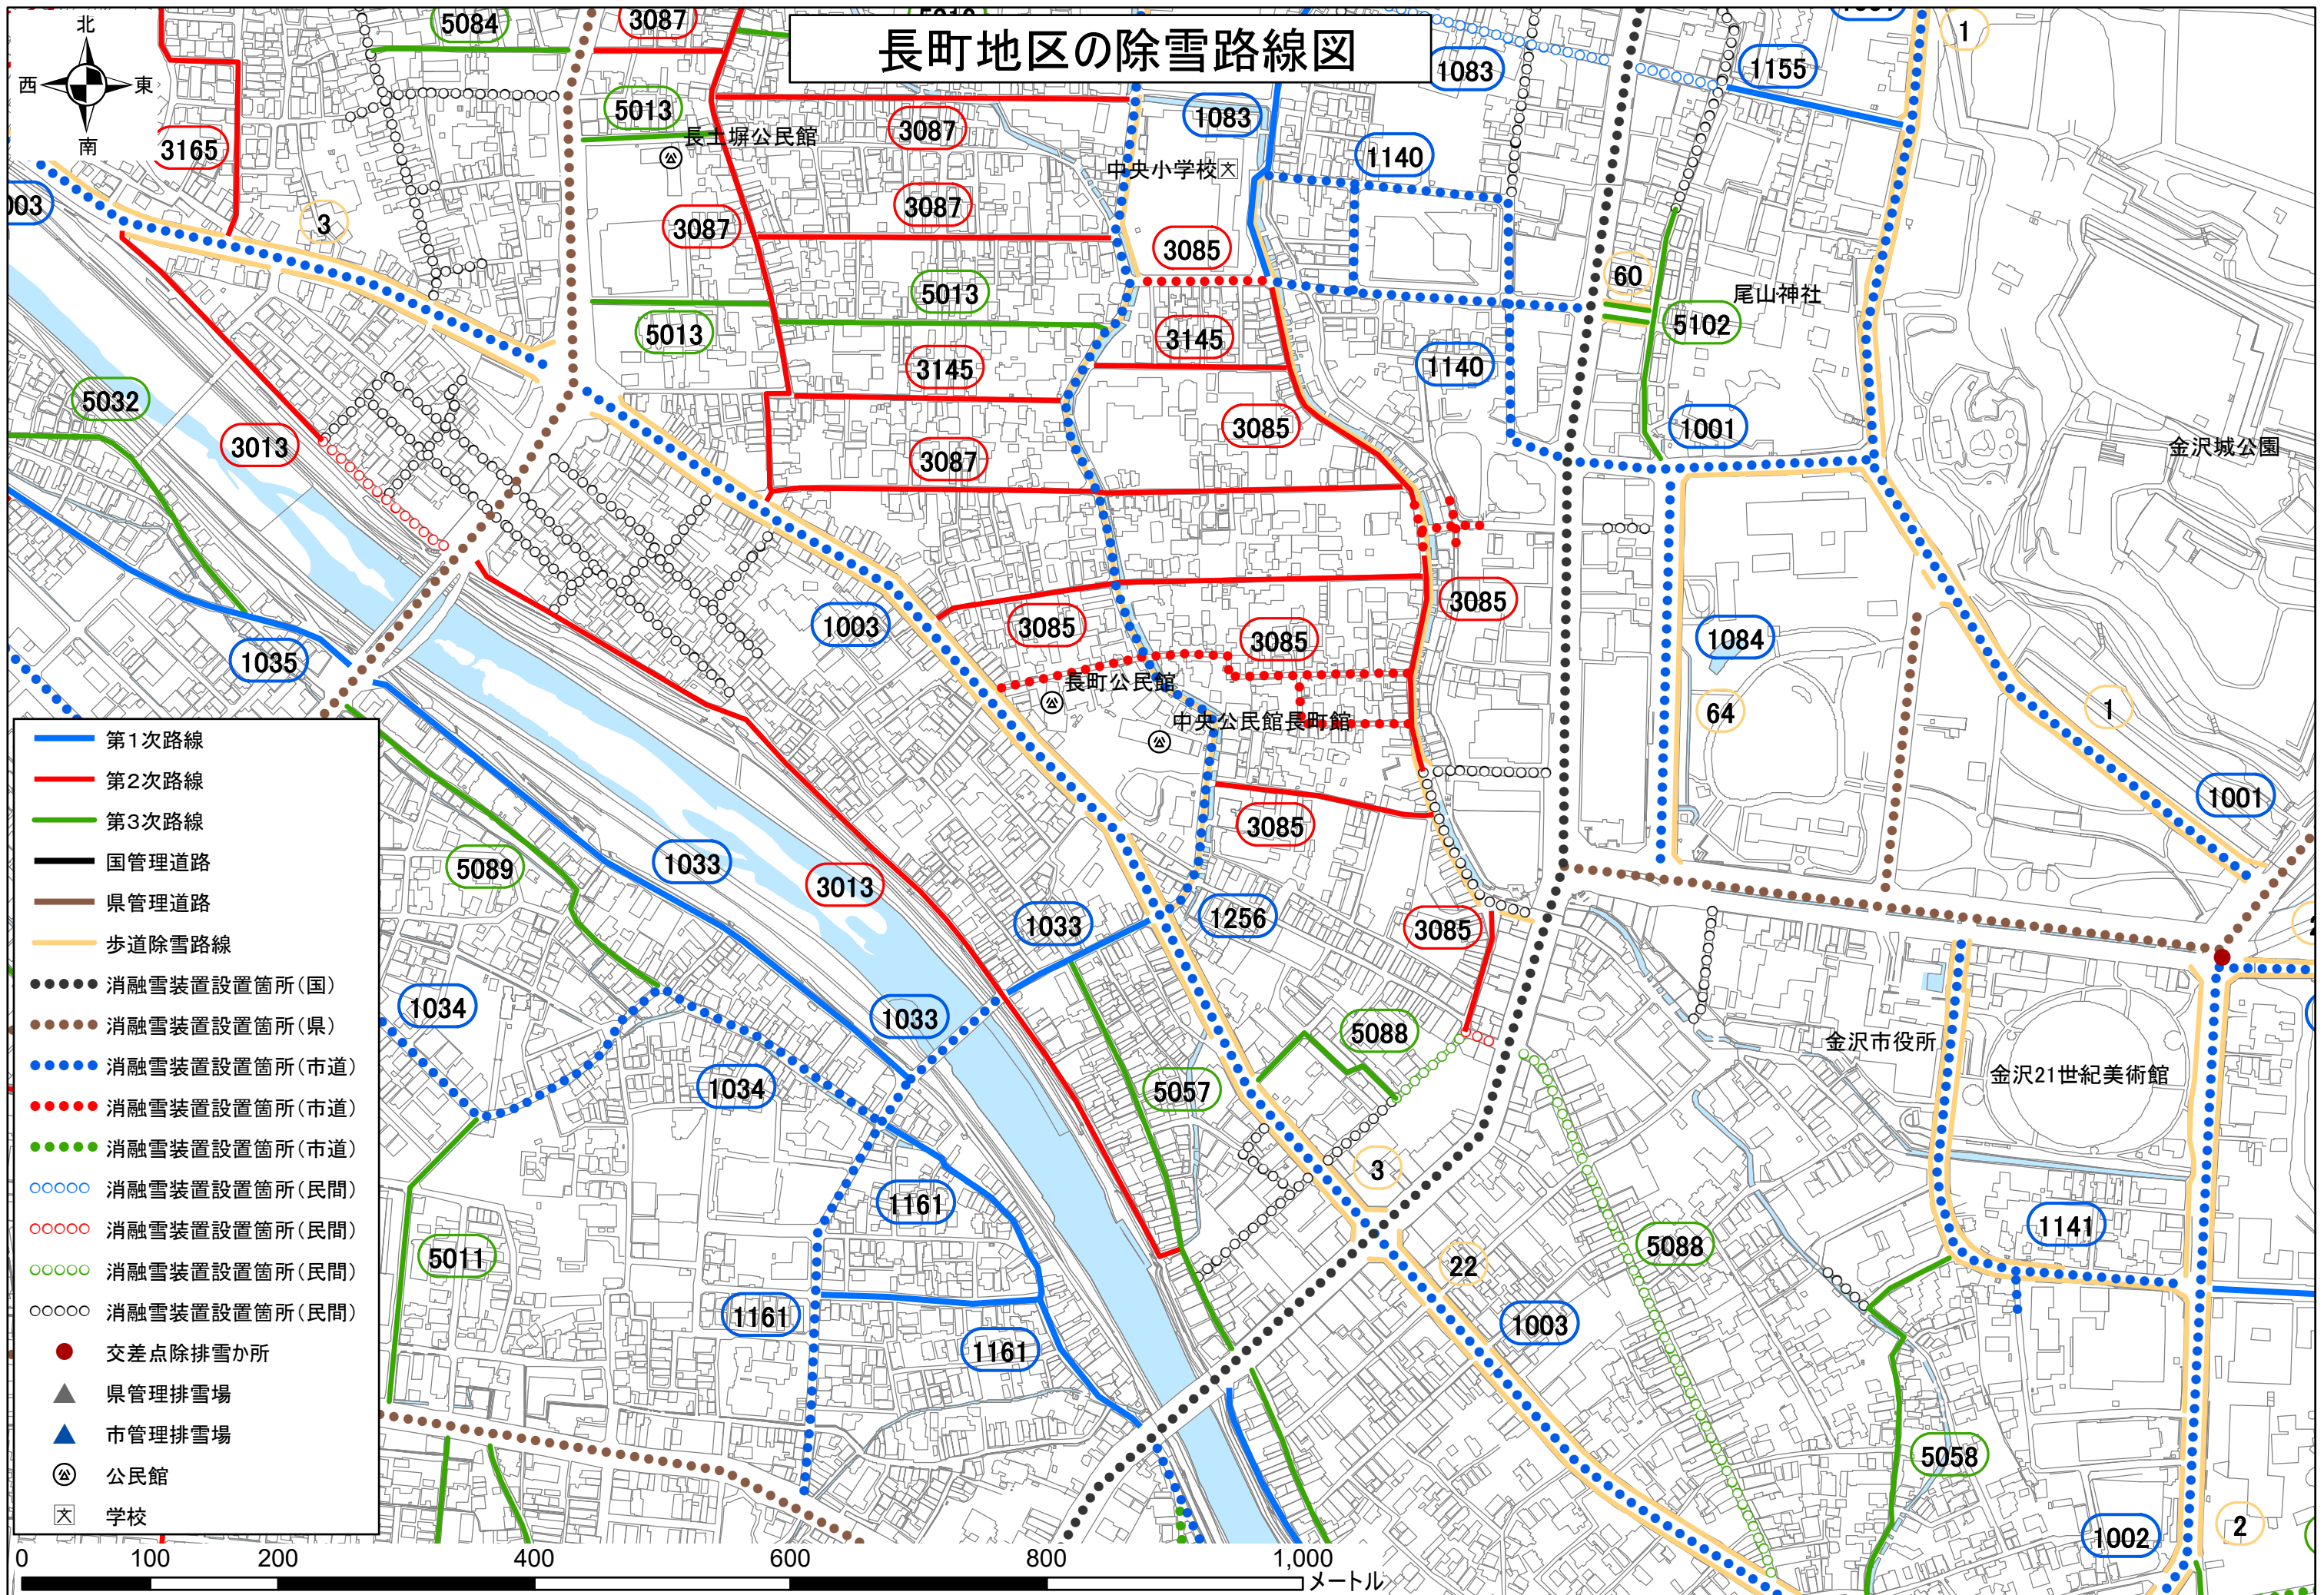 長町地区の除雪路線図
北
西
東
南
5084
3087
1
1083
1155
5013
長土塀公民館
3087
1083
3165
中央小学校
文
1140
3
3087
3087
3085
60
尾山神社
5013
5102
5013
3145
3145
1140
5032
3013
3087
3085
1001
金沢城公園
1003
3085
3085
3085
1084
1035
長町公民館
64
1
中央公民館長町館
1001
3085
5089
1033
3013
1033
1256
3085
1034
1033
5088
金沢市役所
金沢21世紀美術館
1034
5057
3
1161
5088
1141
5011
22
1161
1003
1161
5058
1002
2
第1次路線
第2次路線
第3次路線
国管理道路
県管理道路
歩道除雪路線
消融雪装置設置箇所(国)
消融雪装置設置箇所(県)
消融雪装置設置箇所(市道)
消融雪装置設置箇所(市道)
消融雪装置設置箇所(市道)
消融雪装置設置箇所(民間)
消融雪装置設置箇所(民間)
消融雪装置設置箇所(民間)
消融雪装置設置箇所(民間)
交差点除排雪か所
県管理排雪場
市管理排雪場
公 公民館
文 学校
0 100 200 400 600 800 1,000
メートル